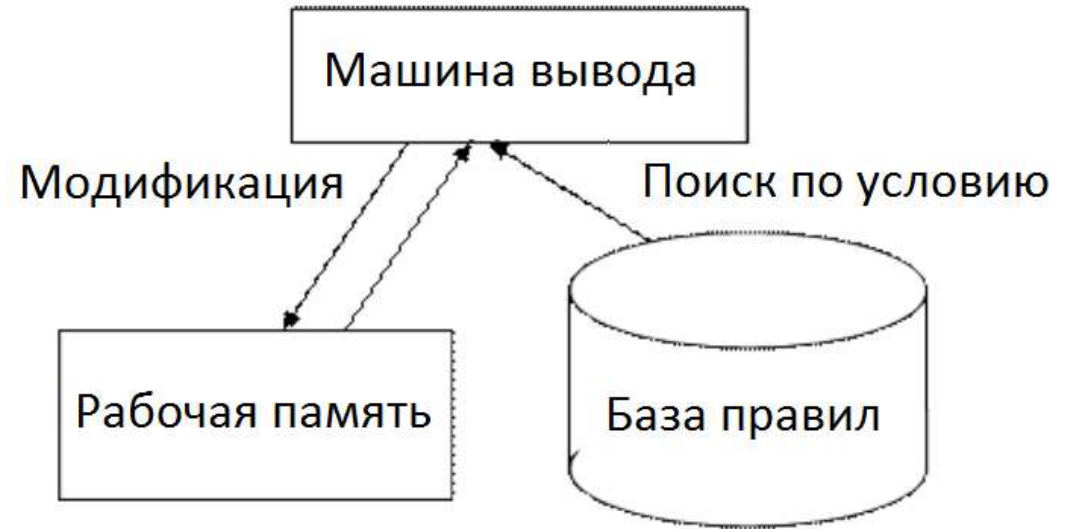 Машина вывода
Модификация
Поиск по условию
Рабочая память
База правил